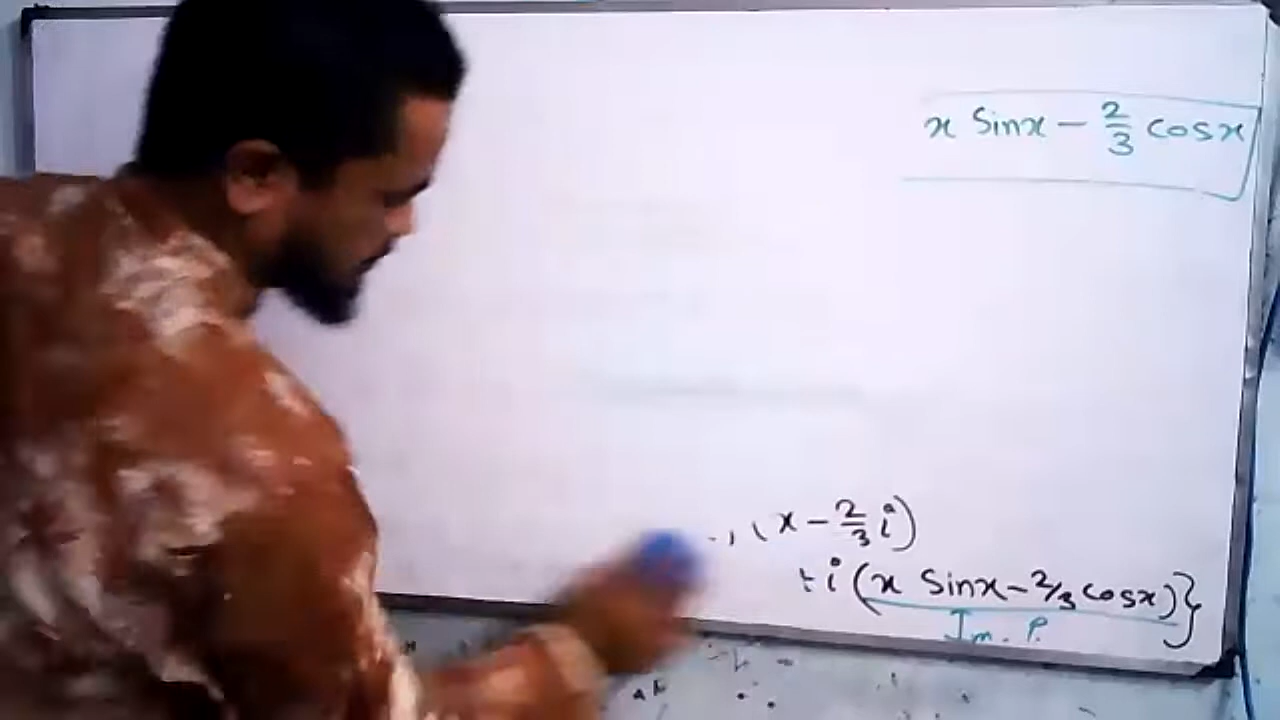 x Sinx - 2/3 cosx
(x - 2/3 i)
+ i (x Sinx - 2/3 cosx)}
Im. P.